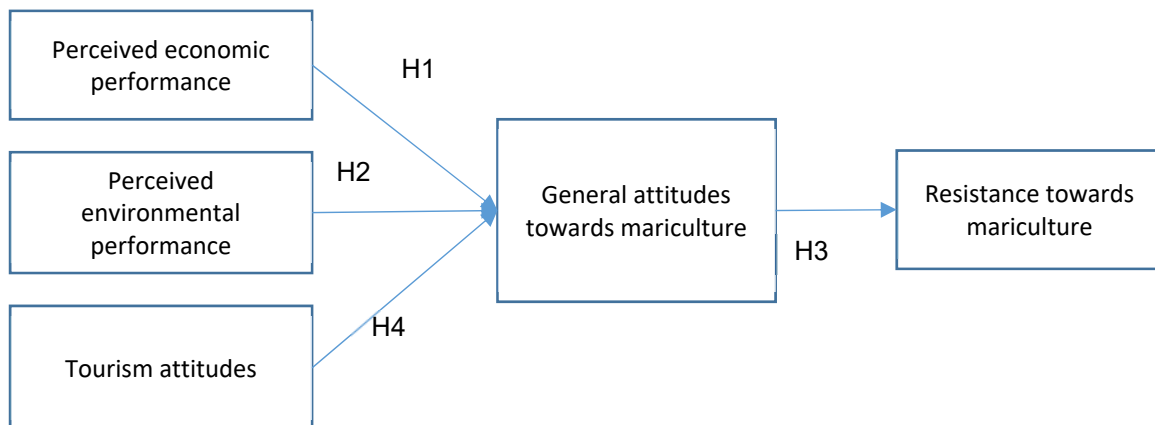 Perceived economic
performance
H1
Perceived
environmental
performance
H2
Tourism attitudes
H4
General attitudes
towards mariculture
H3
Resistance towards
mariculture